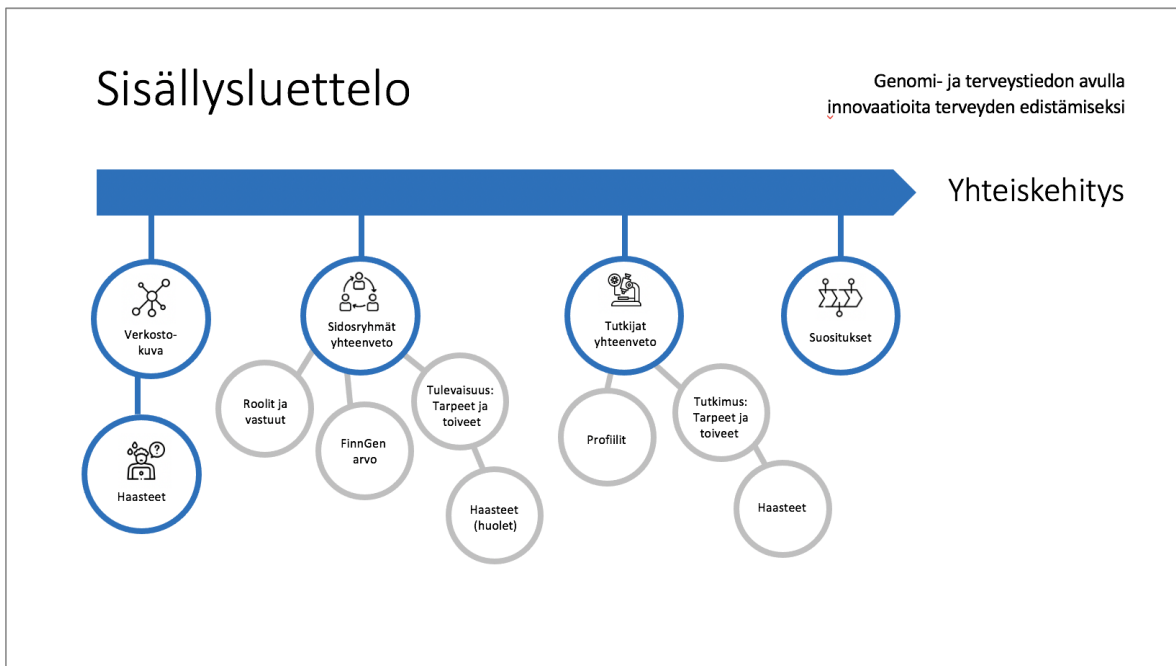 Sisällysluettelo
Genomi- ja terveystiedon avulla
innovaatioita terveyden edistämiseksi
Yhteiskehitys
Verkosto-
kuva
Haasteet
Sidosryhmät
yhteenveto
Roolit ja
vastuut
FinnGen
arvo
Tulevaisuus:
Tarpeet ja
toiveet
Haasteet
(huolet)
Tutkijat
yhteenveto
Profiilit
Tutkimus:
Tarpeet ja
toiveet
Haasteet
Suositukset